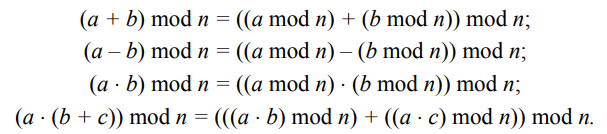 (a + b) mod n = ((a mod n) + (b mod n)) mod n;
(a – b) mod n = ((a mod n) – (b mod n)) mod n;
(a · b) mod n = ((a mod n) · (b mod n)) mod n;
(a · (b + c)) mod n = (((a · b) mod n) + ((a · c) mod n)) mod n.